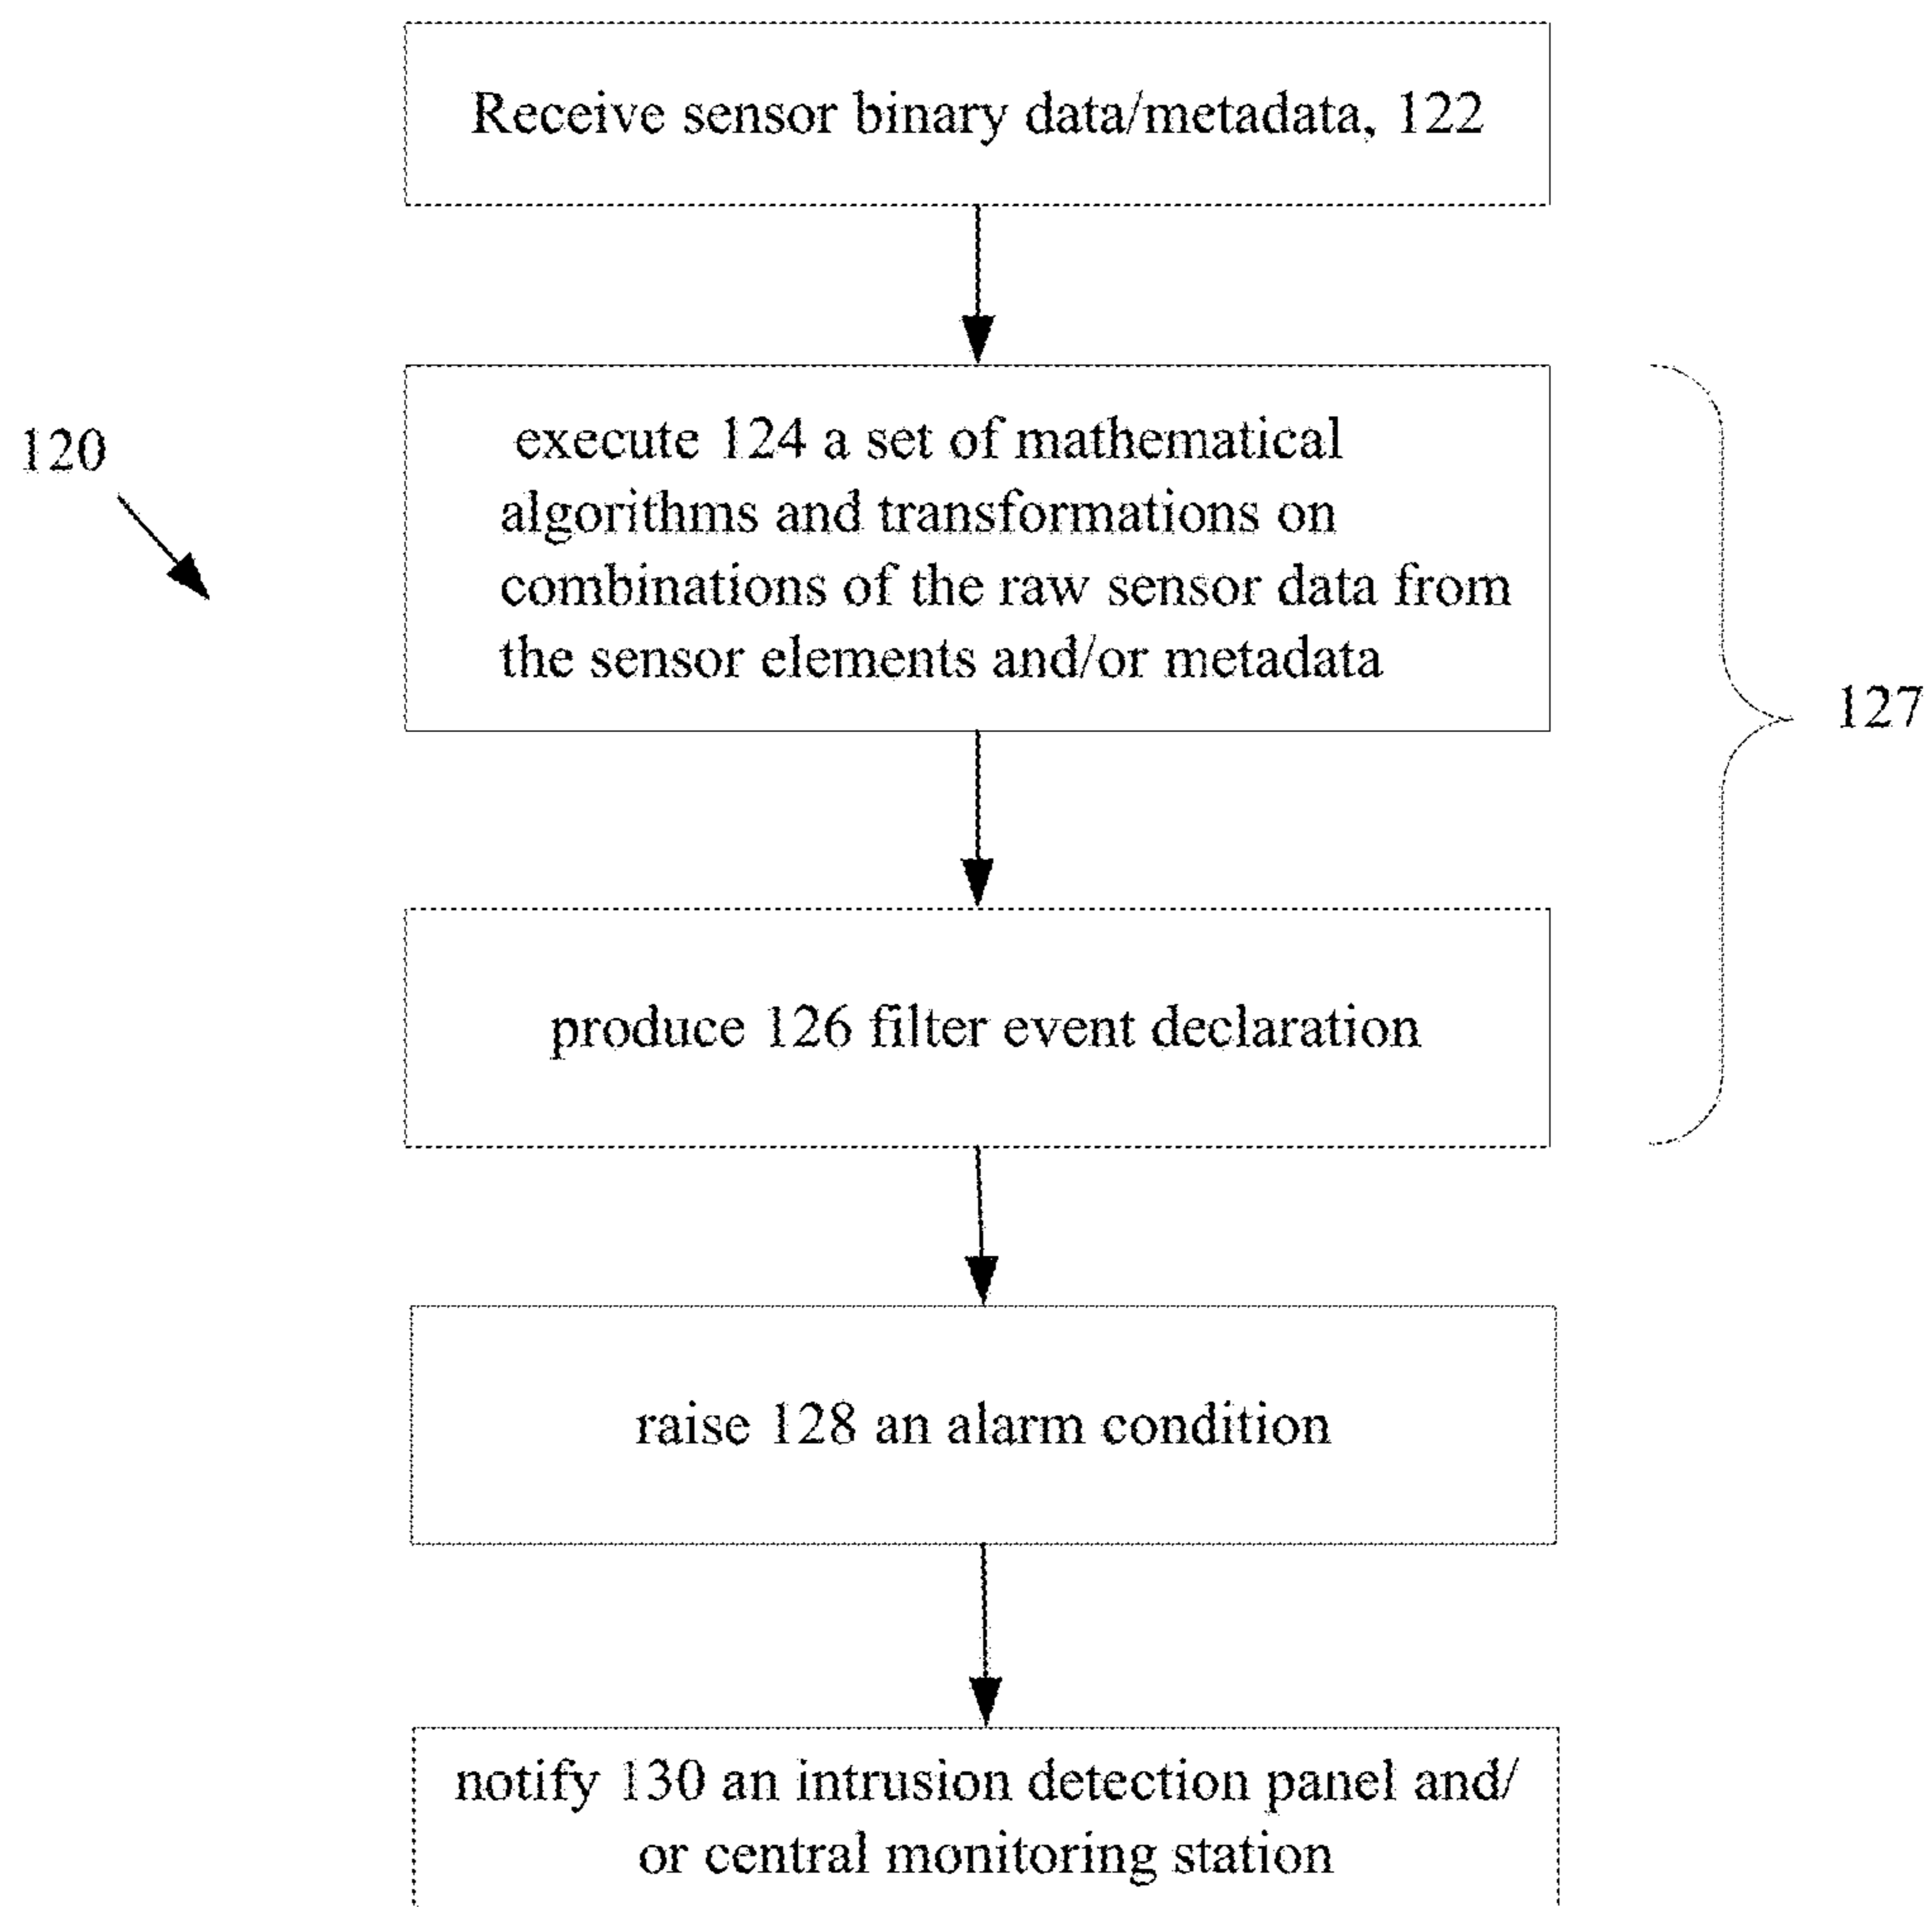 Receive sensor binary data/metadata, 122
120
execute 124 a set of mathematical
algorithms and transformations on
combinations of the raw sensor data from
the sensor elements and/or metadata
127
produce 126 filter event declaration
raise 128 an alarm condition
notify 130 an intrusion detection panel and/
or central monitoring station